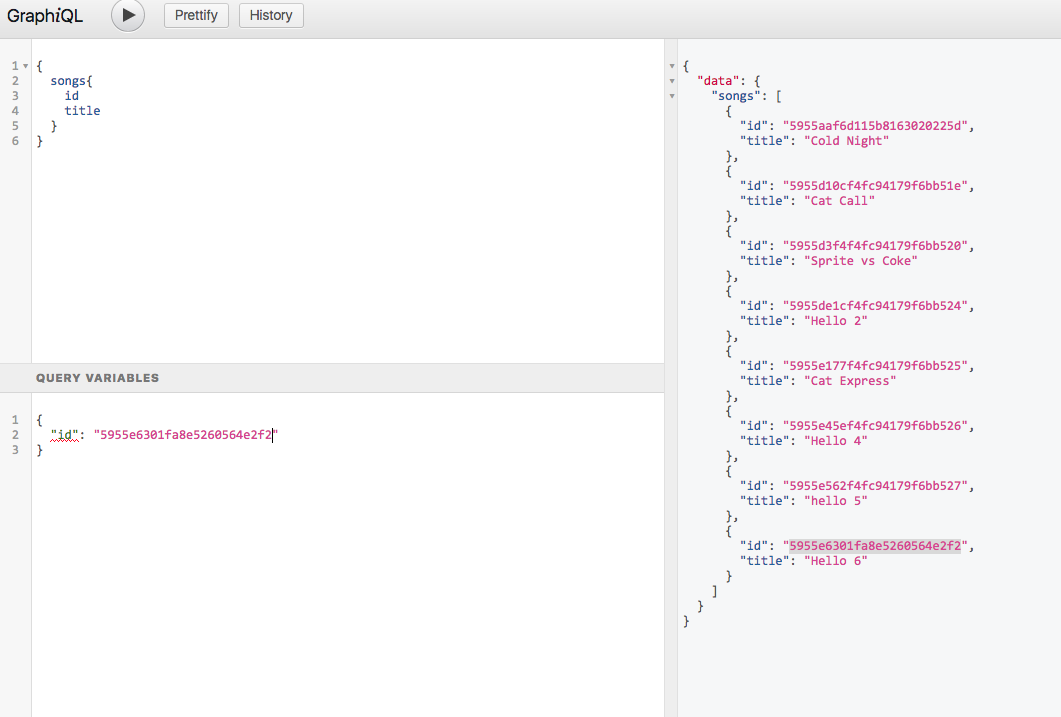 GraphiQL
Prettify
History
1 {
2 songs{
3 id
4 title
5 }
6 }
QUERY VARIABLES
1 {
2 "id": "5955e6301fa8e5260564e2f2"
3 }
{
"data": {
"songs": [
{
"id": "5955aaf6d115b8163020225d",
"title": "Cold Night"
},
{
"id": "5955d10cf4fc94179f6bb51e",
"title": "Cat Call"
},
{
"id": "5955d3f4f4fc94179f6bb520",
"title": "Sprite vs Coke"
},
{
"id": "5955de1cf4fc94179f6bb524",
"title": "Hello 2"
},
{
"id": "5955e177f4fc94179f6bb525",
"title": "Cat Express"
},
{
"id": "5955e45ef4fc94179f6bb526",
"title": "Hello 4"
},
{
"id": "5955e562f4fc94179f6bb527",
"title": "hello 5"
},
{
"id": "5955e6301fa8e5260564e2f2",
"title": "Hello 6"
}
]
}
}